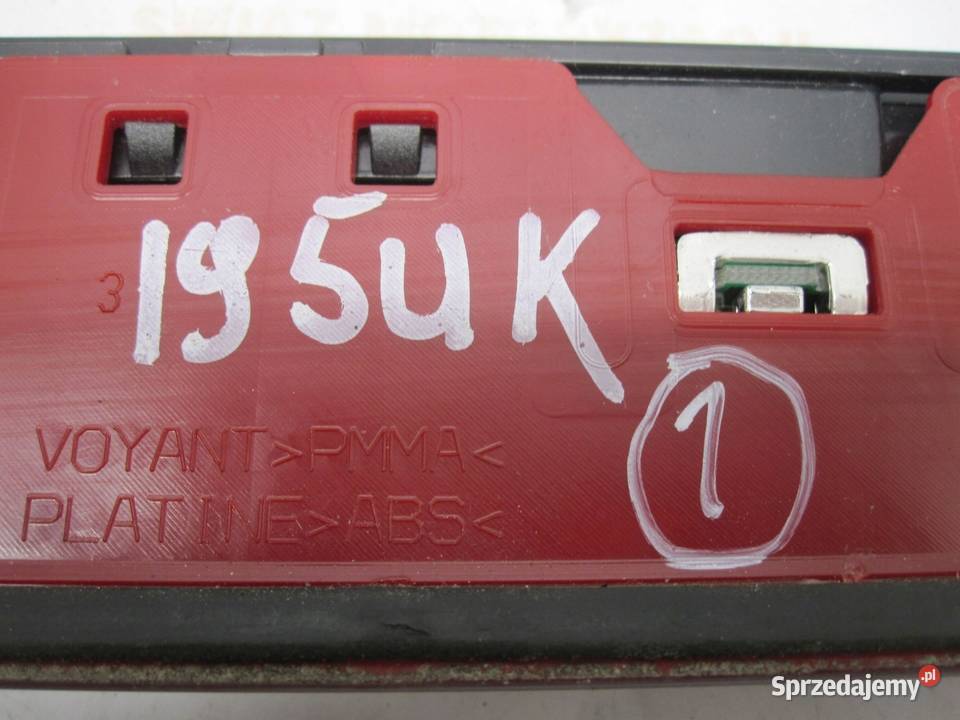 3
195UK
1
VOYANT>PMMA<
PLATINE>ABS<
Sprzedajemy.pl